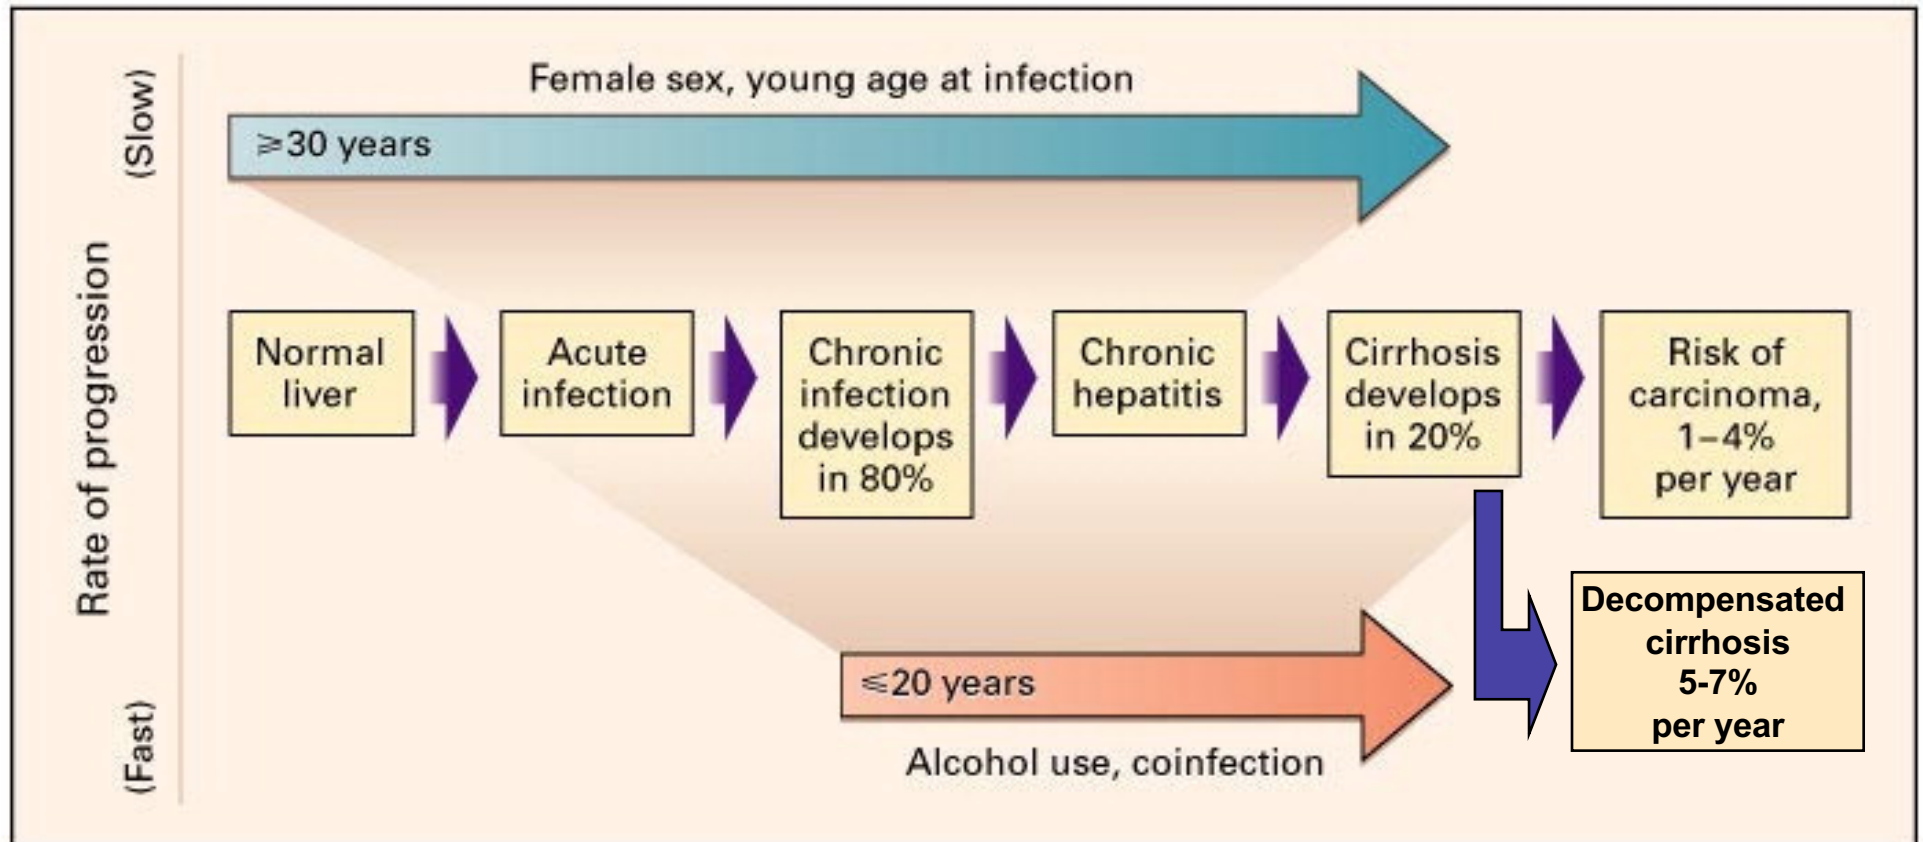 (Slow)
Rate of progression
(Fast)
Female sex, young age at infection
⩾30 years
Normal
liver
Acute
infection
Chronic
infection
develops
in 80%
Chronic
hepatitis
Cirrhosis
develops
in 20%
Risk of
carcinoma,
1–4%
per year
Decompensated
cirrhosis
5-7%
per year
⩽20 years
Alcohol use, coinfection